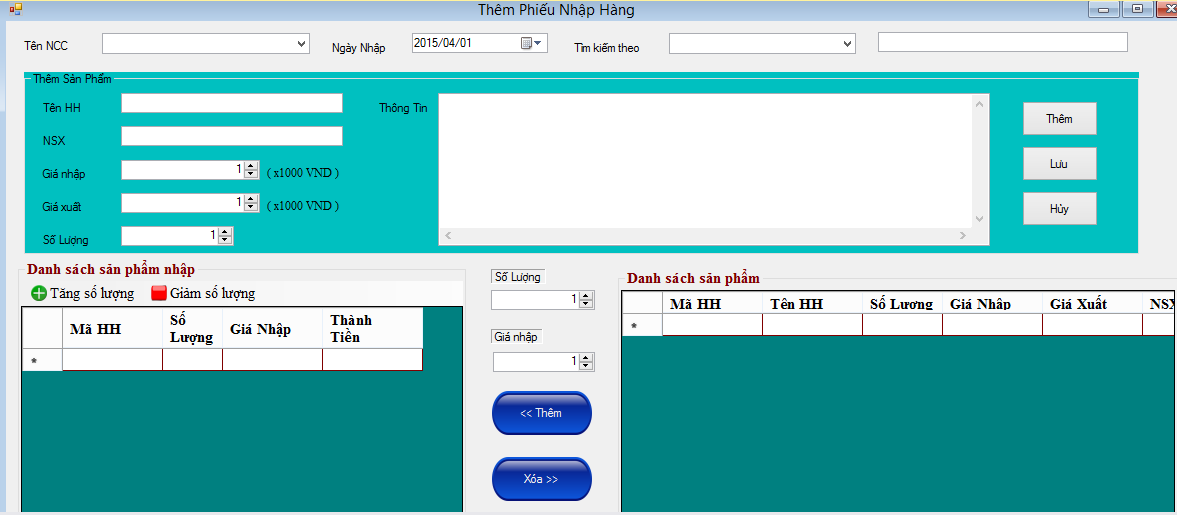 Thêm Phiếu Nhập Hàng
Tên NCC
Ngày Nhập
2015/04/01
Tìm kiếm theo
Thêm Sản Phẩm
Tên HH
Thông Tin
Thêm
NSX
Lưu
Giá nhập
1
( x1000 VND )
Giá xuất
1
( x1000 VND )
Hủy
Số Lượng
1
Danh sách sản phẩm nhập
Tăng số lượng
Giảm số lượng
Mã HH
Số Lượng
Giá Nhập
Thành Tiền
*
Số Lượng
1
Giá nhập
1
<< Thêm
Xóa >>
Danh sách sản phẩm
Mã HH
Tên HH
Số Lương
Giá Nhâp
Giá Xuất
NSX
*